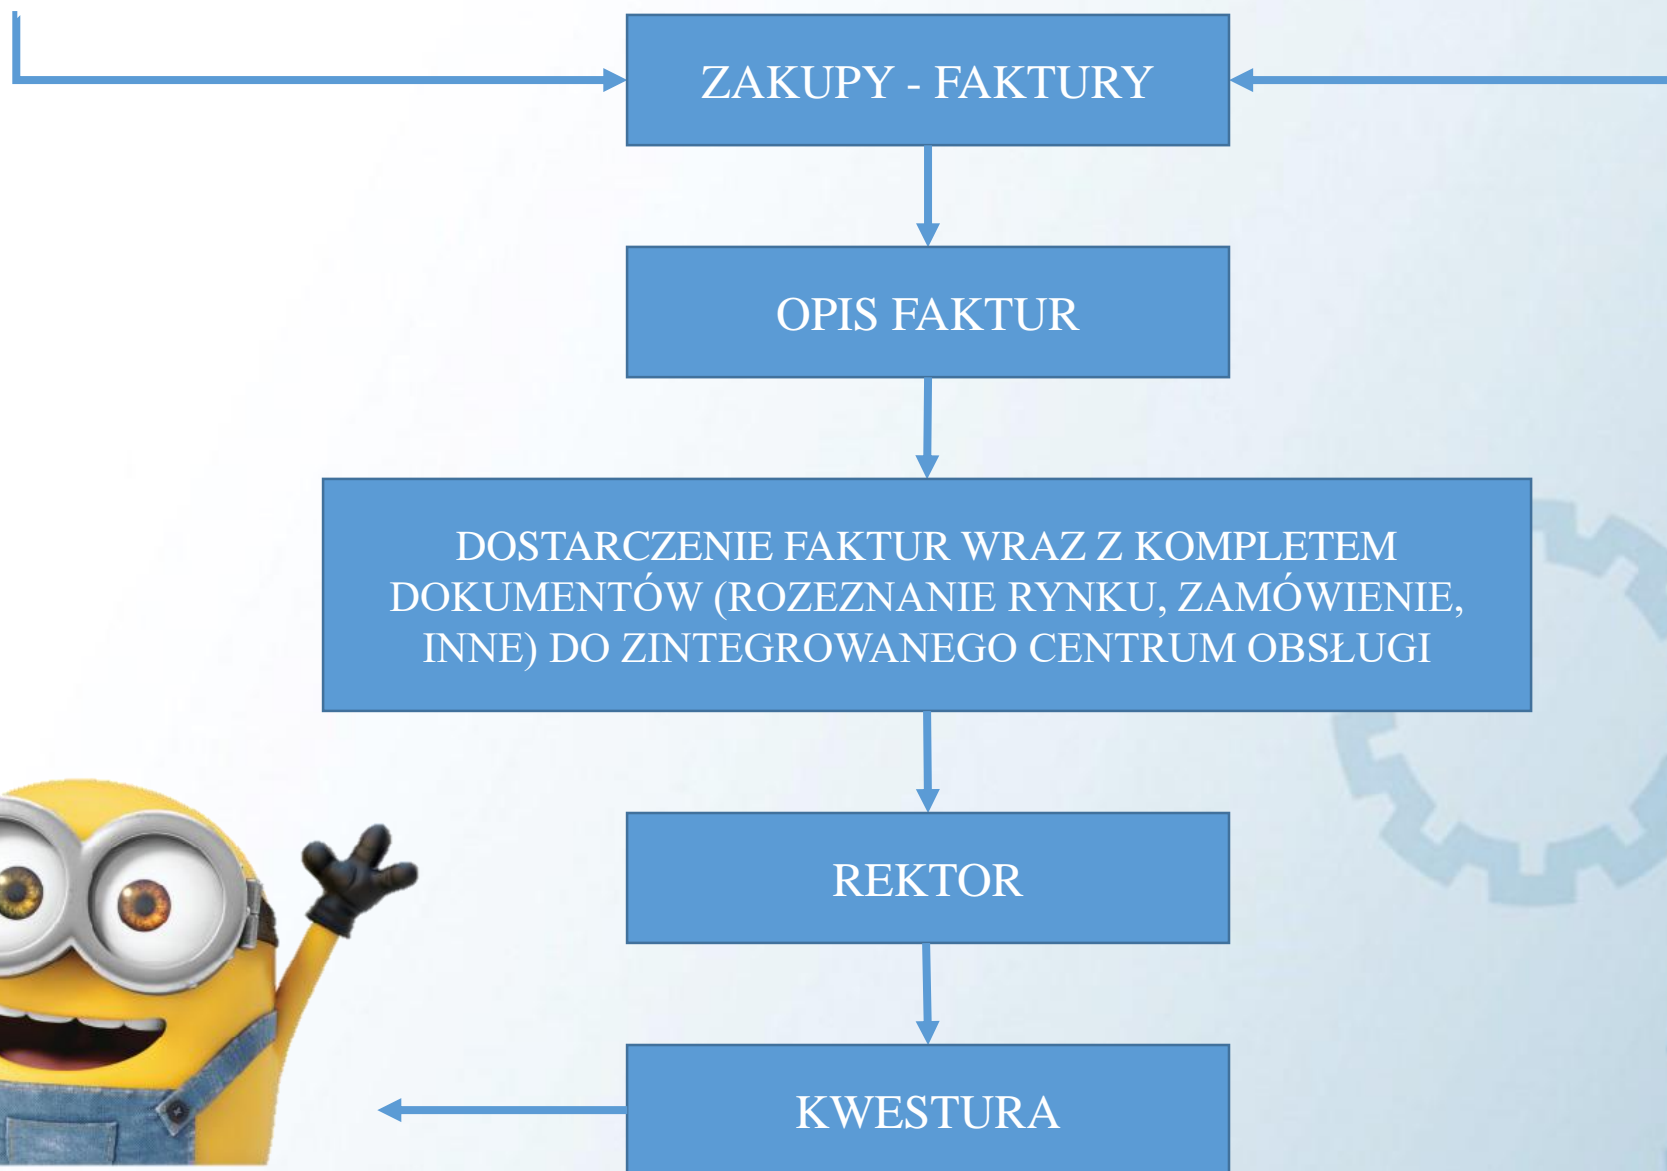 ZAKUPY - FAKTURY
OPIS FAKTUR
DOSTARCZENIE FAKTUR WRAZ Z KOMPLETEM
DOKUMENTÓW (ROZEZNANIE RYNKU, ZAMÓWIENIE,
INNE) DO ZINTEGROWANEGO CENTRUM OBSŁUGI
REKTOR
KWESTURA